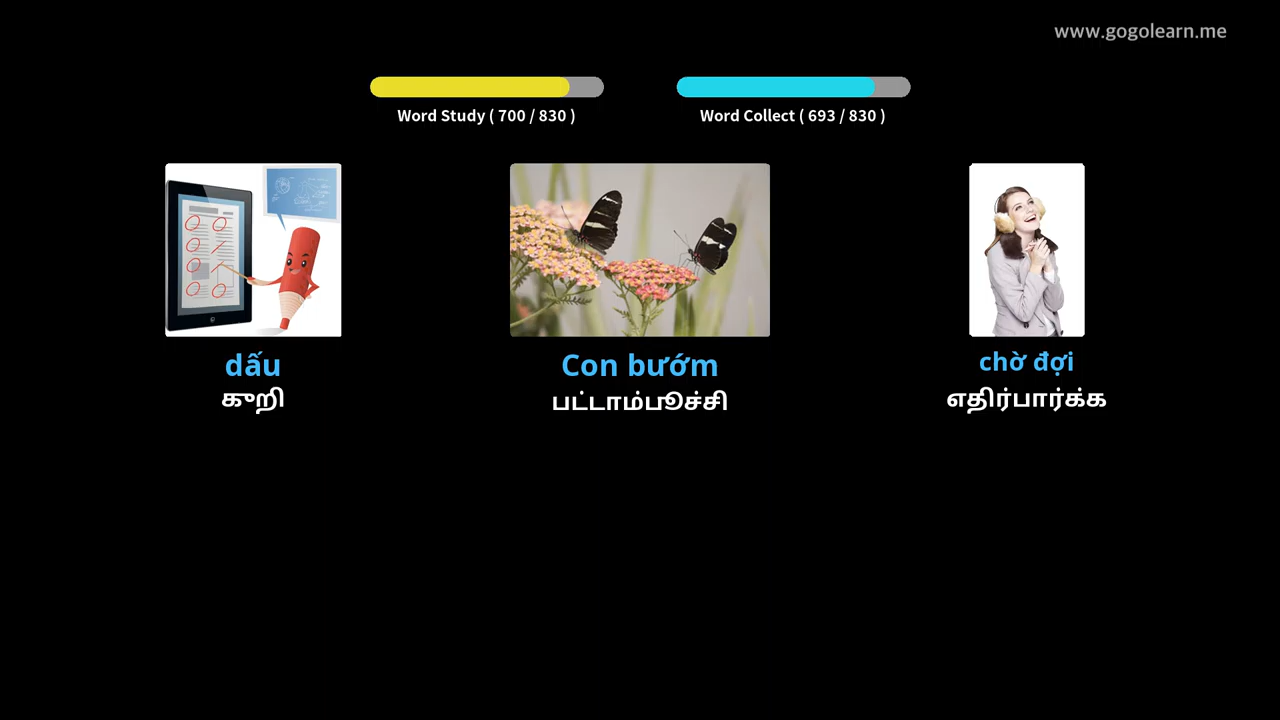 www.gogolearn.me
Word Study ( 700 / 830 )
Word Collect ( 693 / 830 )
dấu
குறி
Con bướm
பட்டாம்பூச்சி
chờ đợi
எதிர்பார்க்க